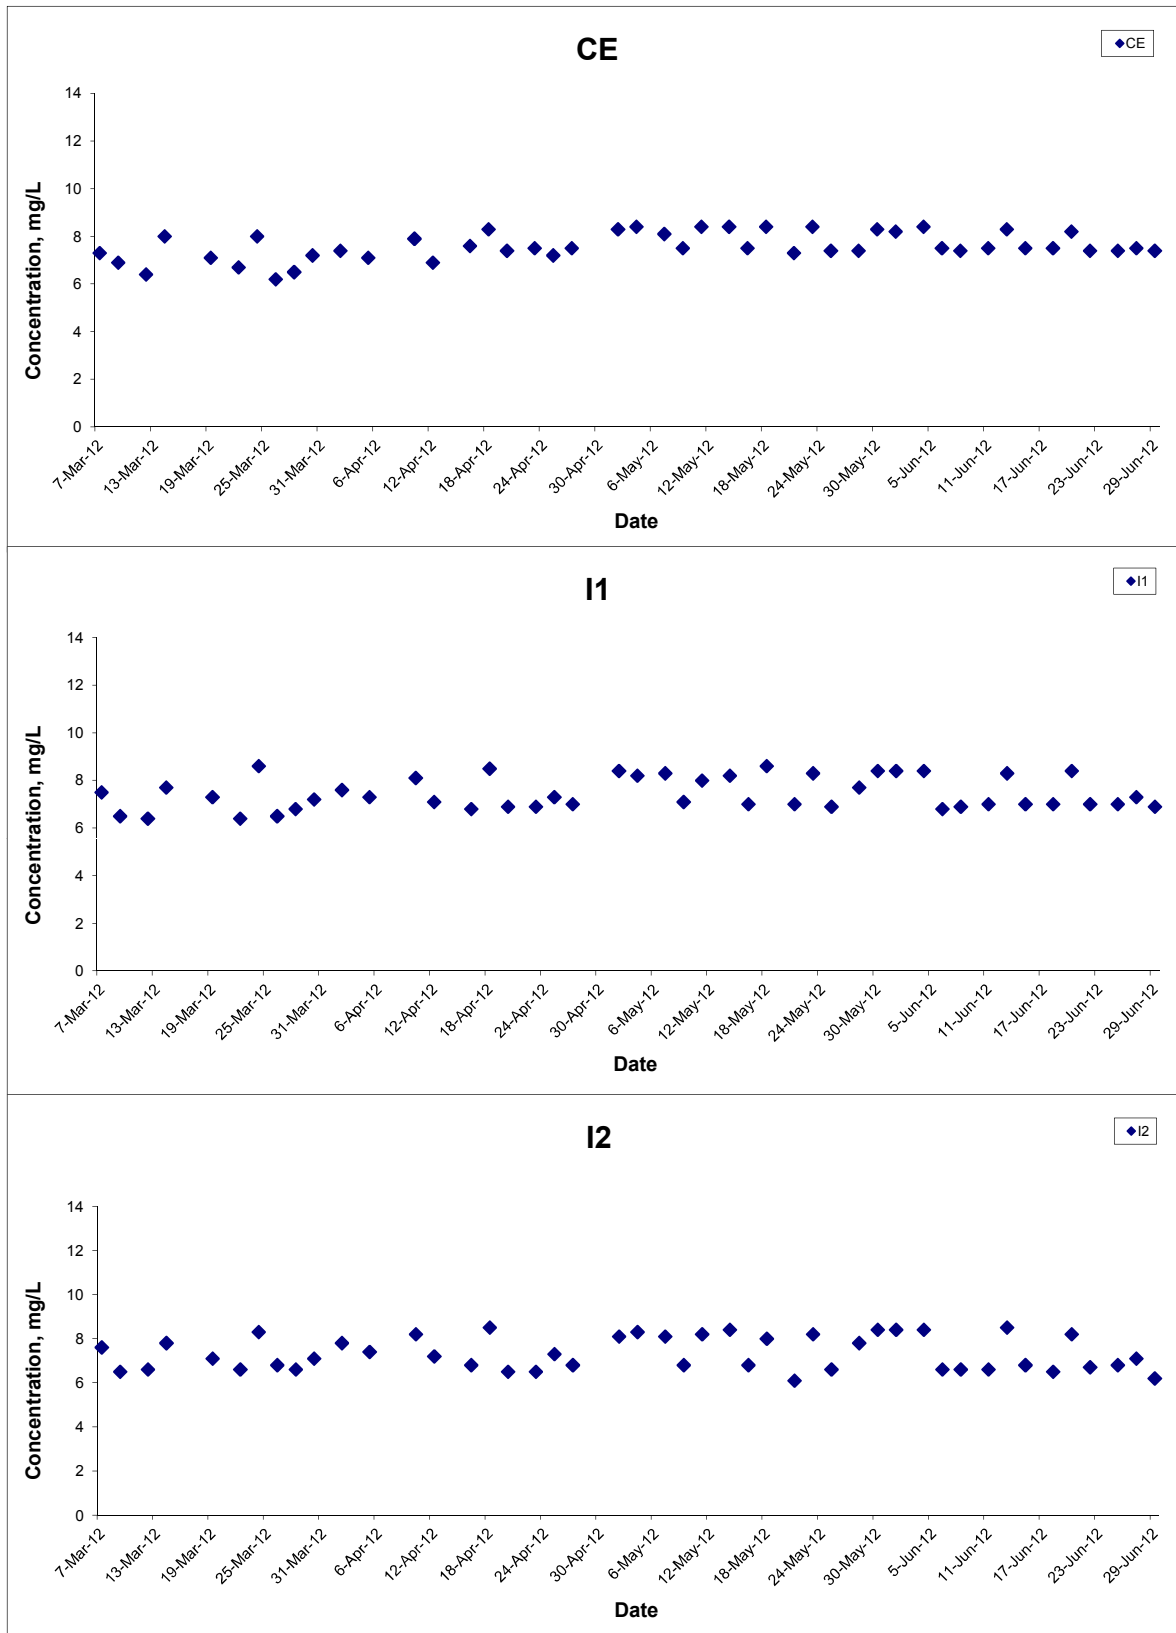 CE
CE
14
12
10
8
6
4
2
0
Concentration, mg/L
7-Mar-12
13-Mar-12
19-Mar-12
25-Mar-12
31-Mar-12
6-Apr-12
12-Apr-12
18-Apr-12
24-Apr-12
30-Apr-12
6-May-12
12-May-12
18-May-12
24-May-12
30-May-12
5-Jun-12
11-Jun-12
17-Jun-12
23-Jun-12
29-Jun-12
Date
I1
I1
14
12
10
8
6
4
2
0
Concentration, mg/L
7-Mar-12
13-Mar-12
19-Mar-12
25-Mar-12
31-Mar-12
6-Apr-12
12-Apr-12
18-Apr-12
24-Apr-12
30-Apr-12
6-May-12
12-May-12
18-May-12
24-May-12
30-May-12
5-Jun-12
11-Jun-12
17-Jun-12
23-Jun-12
29-Jun-12
Date
I2
I2
14
12
10
8
6
4
2
0
Concentration, mg/L
7-Mar-12
13-Mar-12
19-Mar-12
25-Mar-12
31-Mar-12
6-Apr-12
12-Apr-12
18-Apr-12
24-Apr-12
30-Apr-12
6-May-12
12-May-12
18-May-12
24-May-12
30-May-12
5-Jun-12
11-Jun-12
17-Jun-12
23-Jun-12
29-Jun-12
Date